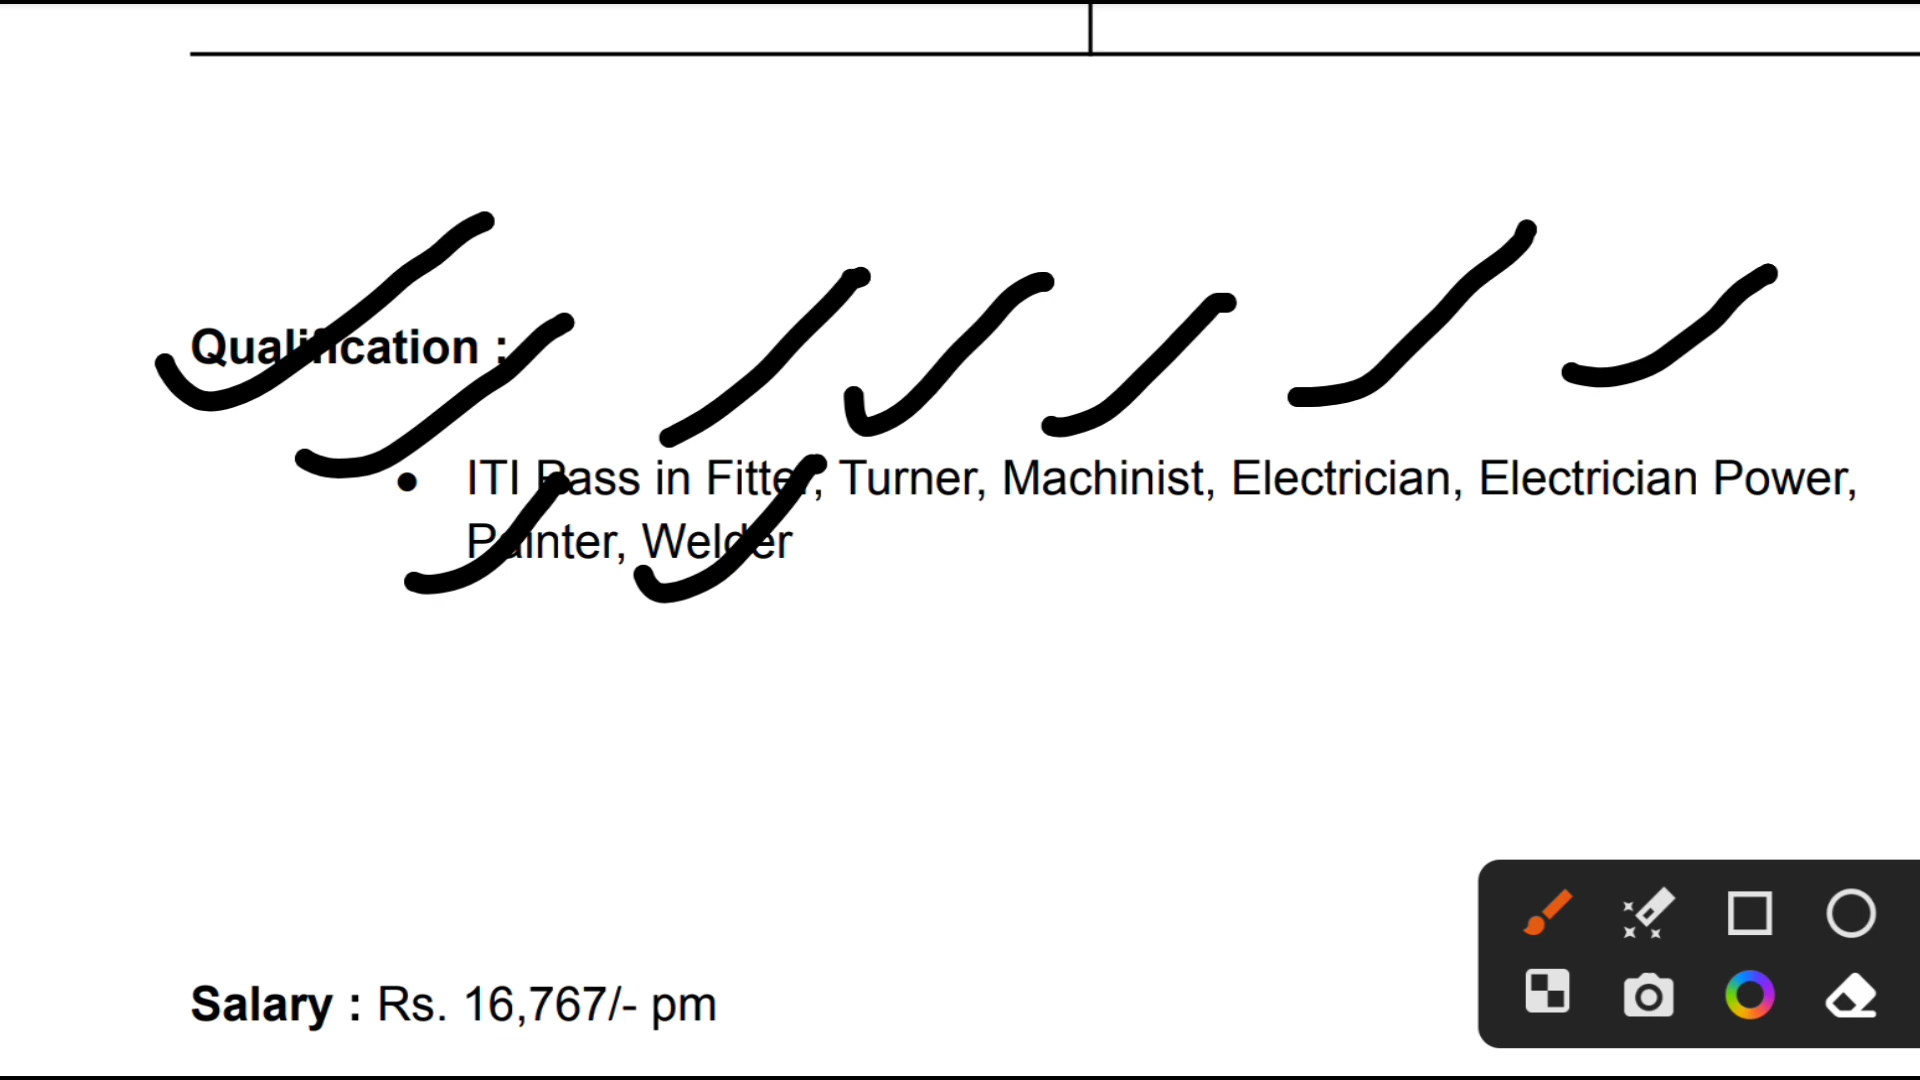 Qualification :
● ITI Pass in Fitter, Turner, Machinist, Electrician, Electrician Power,
Painter, Welder
Salary : Rs. 16,767/- pm